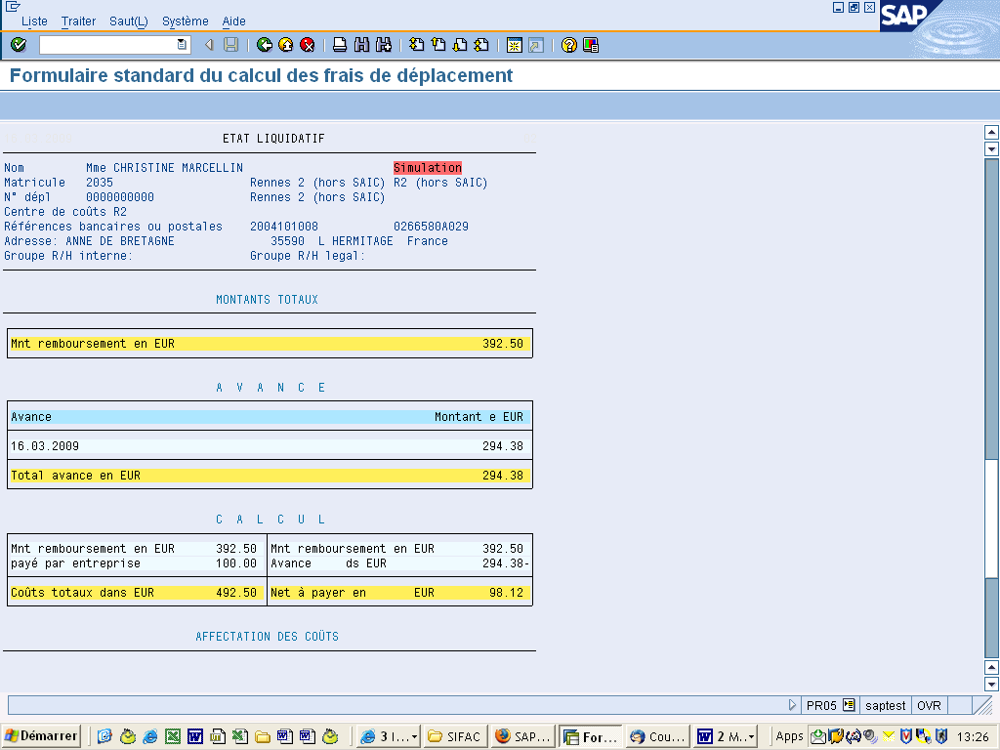 Liste Traiter Saut(L) Système Aide
SAP
Formulaire standard du calcul des frais de déplacement
ETAT LIQUIDATIF
Nom Mme CHRISTINE MARCELLIN Simulation
Matricule 2035 Rennes 2 (hors SAIC) R2 (hors SAIC)
N° dépl 0000000000 Rennes 2 (hors SAIC)
Centre de coûts R2
Références bancaires ou postales 2004101008 0266580A029
Adresse: ANNE DE BRETAGNE 35590 L HERMITAGE France
Groupe R/H interne: Groupe R/H legal:
MONTANTS TOTAUX
Mnt remboursement en EUR 392.50
A V A N C E
Avance Montant e EUR
16.03.2009 294.38
Total avance en EUR 294.38
C A L C U L
Mnt remboursement en EUR 392.50 Mnt remboursement en EUR 392.50
payé par entreprise 100.00 Avance ds EUR 294.38-
Coûts totaux dans EUR 492.50 Net à payer en EUR 98.12
AFFECTATION DES COÛTS
PR05 saptest OVR
Démarrer 3 I... SIFAC SAP... For... Cou... 2 M... Apps 13:26